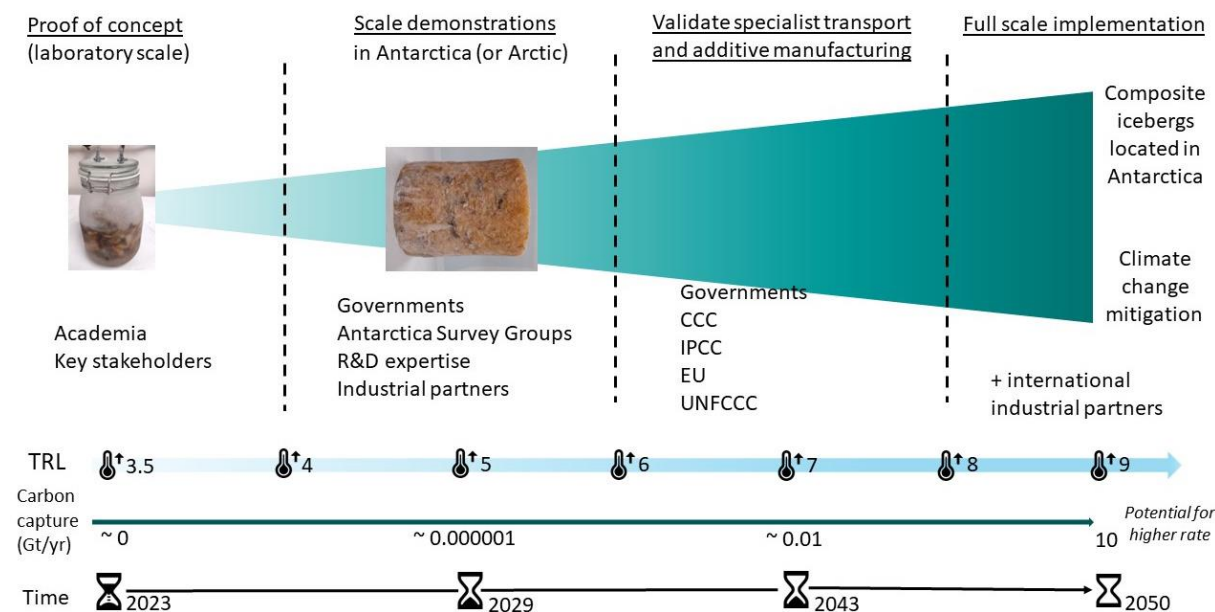 Proof of concept
(laboratory scale)
Scale demonstrations
in Antarctica (or Arctic)
Validate specialist transport
and additive manufacturing
Full scale implementation
Composite
icebergs
located in
Antarctica
Climate
change
mitigation
Academia
Key stakeholders
Governments
Antarctica Survey Groups
R&D expertise
Industrial partners
Governments
CCC
IPCC
EU
UNFCCC
+ international
industrial partners
TRL
3.5
4
5
6
7
8
9
Carbon
capture
(Gt/yr)
~ 0
~ 0.000001
~ 0.01
10
Potential for
higher rate
Time
2023
2029
2043
2050